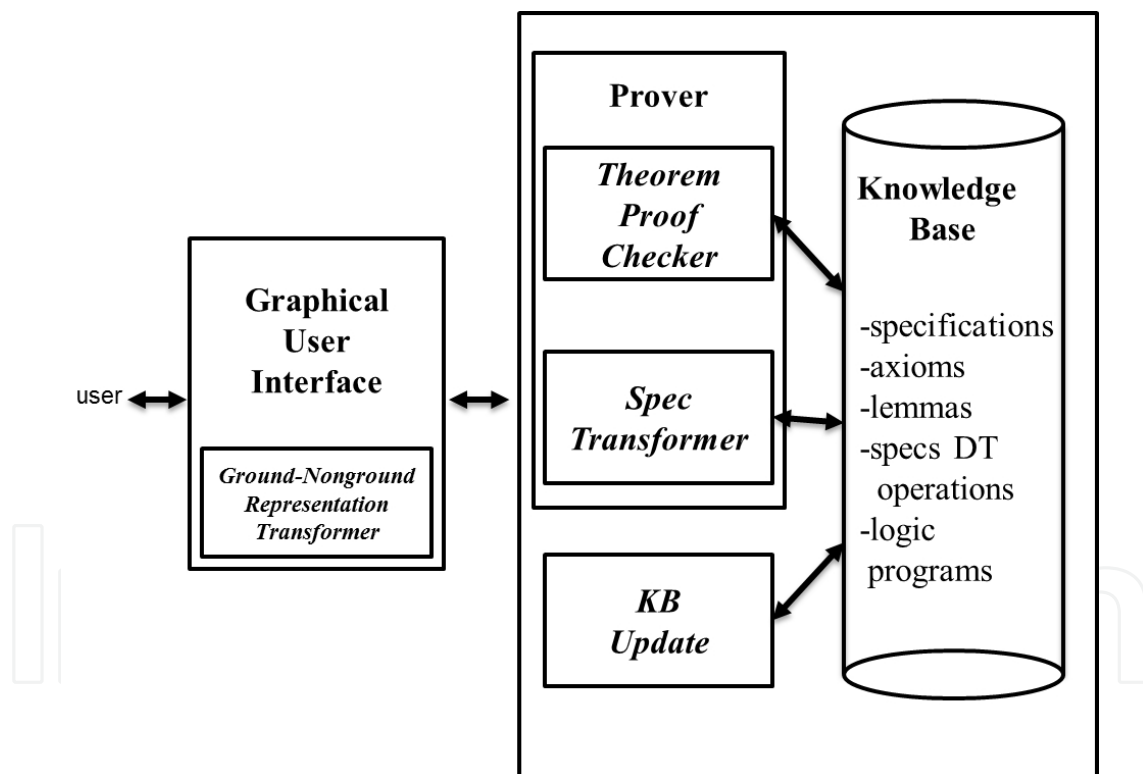 user
Graphical
User
Interface
Ground-Nonground
Representation
Transformer
Prover
Theorem
Proof
Checker
Spec
Transformer
KB
Update
Knowledge
Base
-specifications
-axioms
-lemmas
-specs DT
operations
-logic
programs